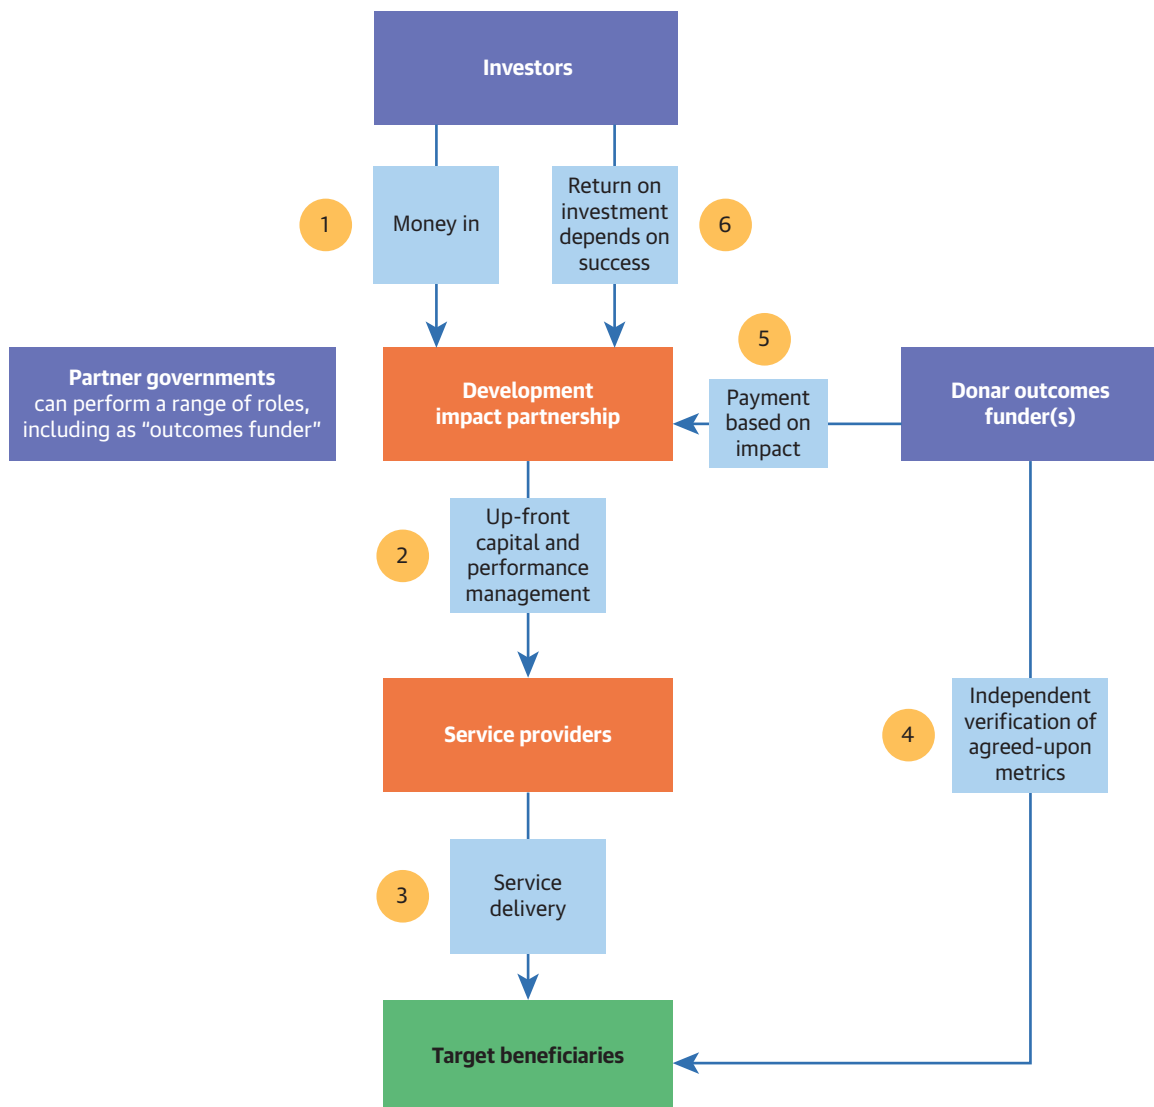 Investors
1
Money in
Return on
investment
depends on
success
6
Partner governments
can perform a range of roles,
including as “outcomes funder”
Development
impact partnership
5
Payment
based on
impact
Donar outcomes
funder(s)
2
Up-front
capital and
performance
management
Service providers
4
Independent
verification of
agreed-upon
metrics
3
Service
delivery
Target beneficiaries